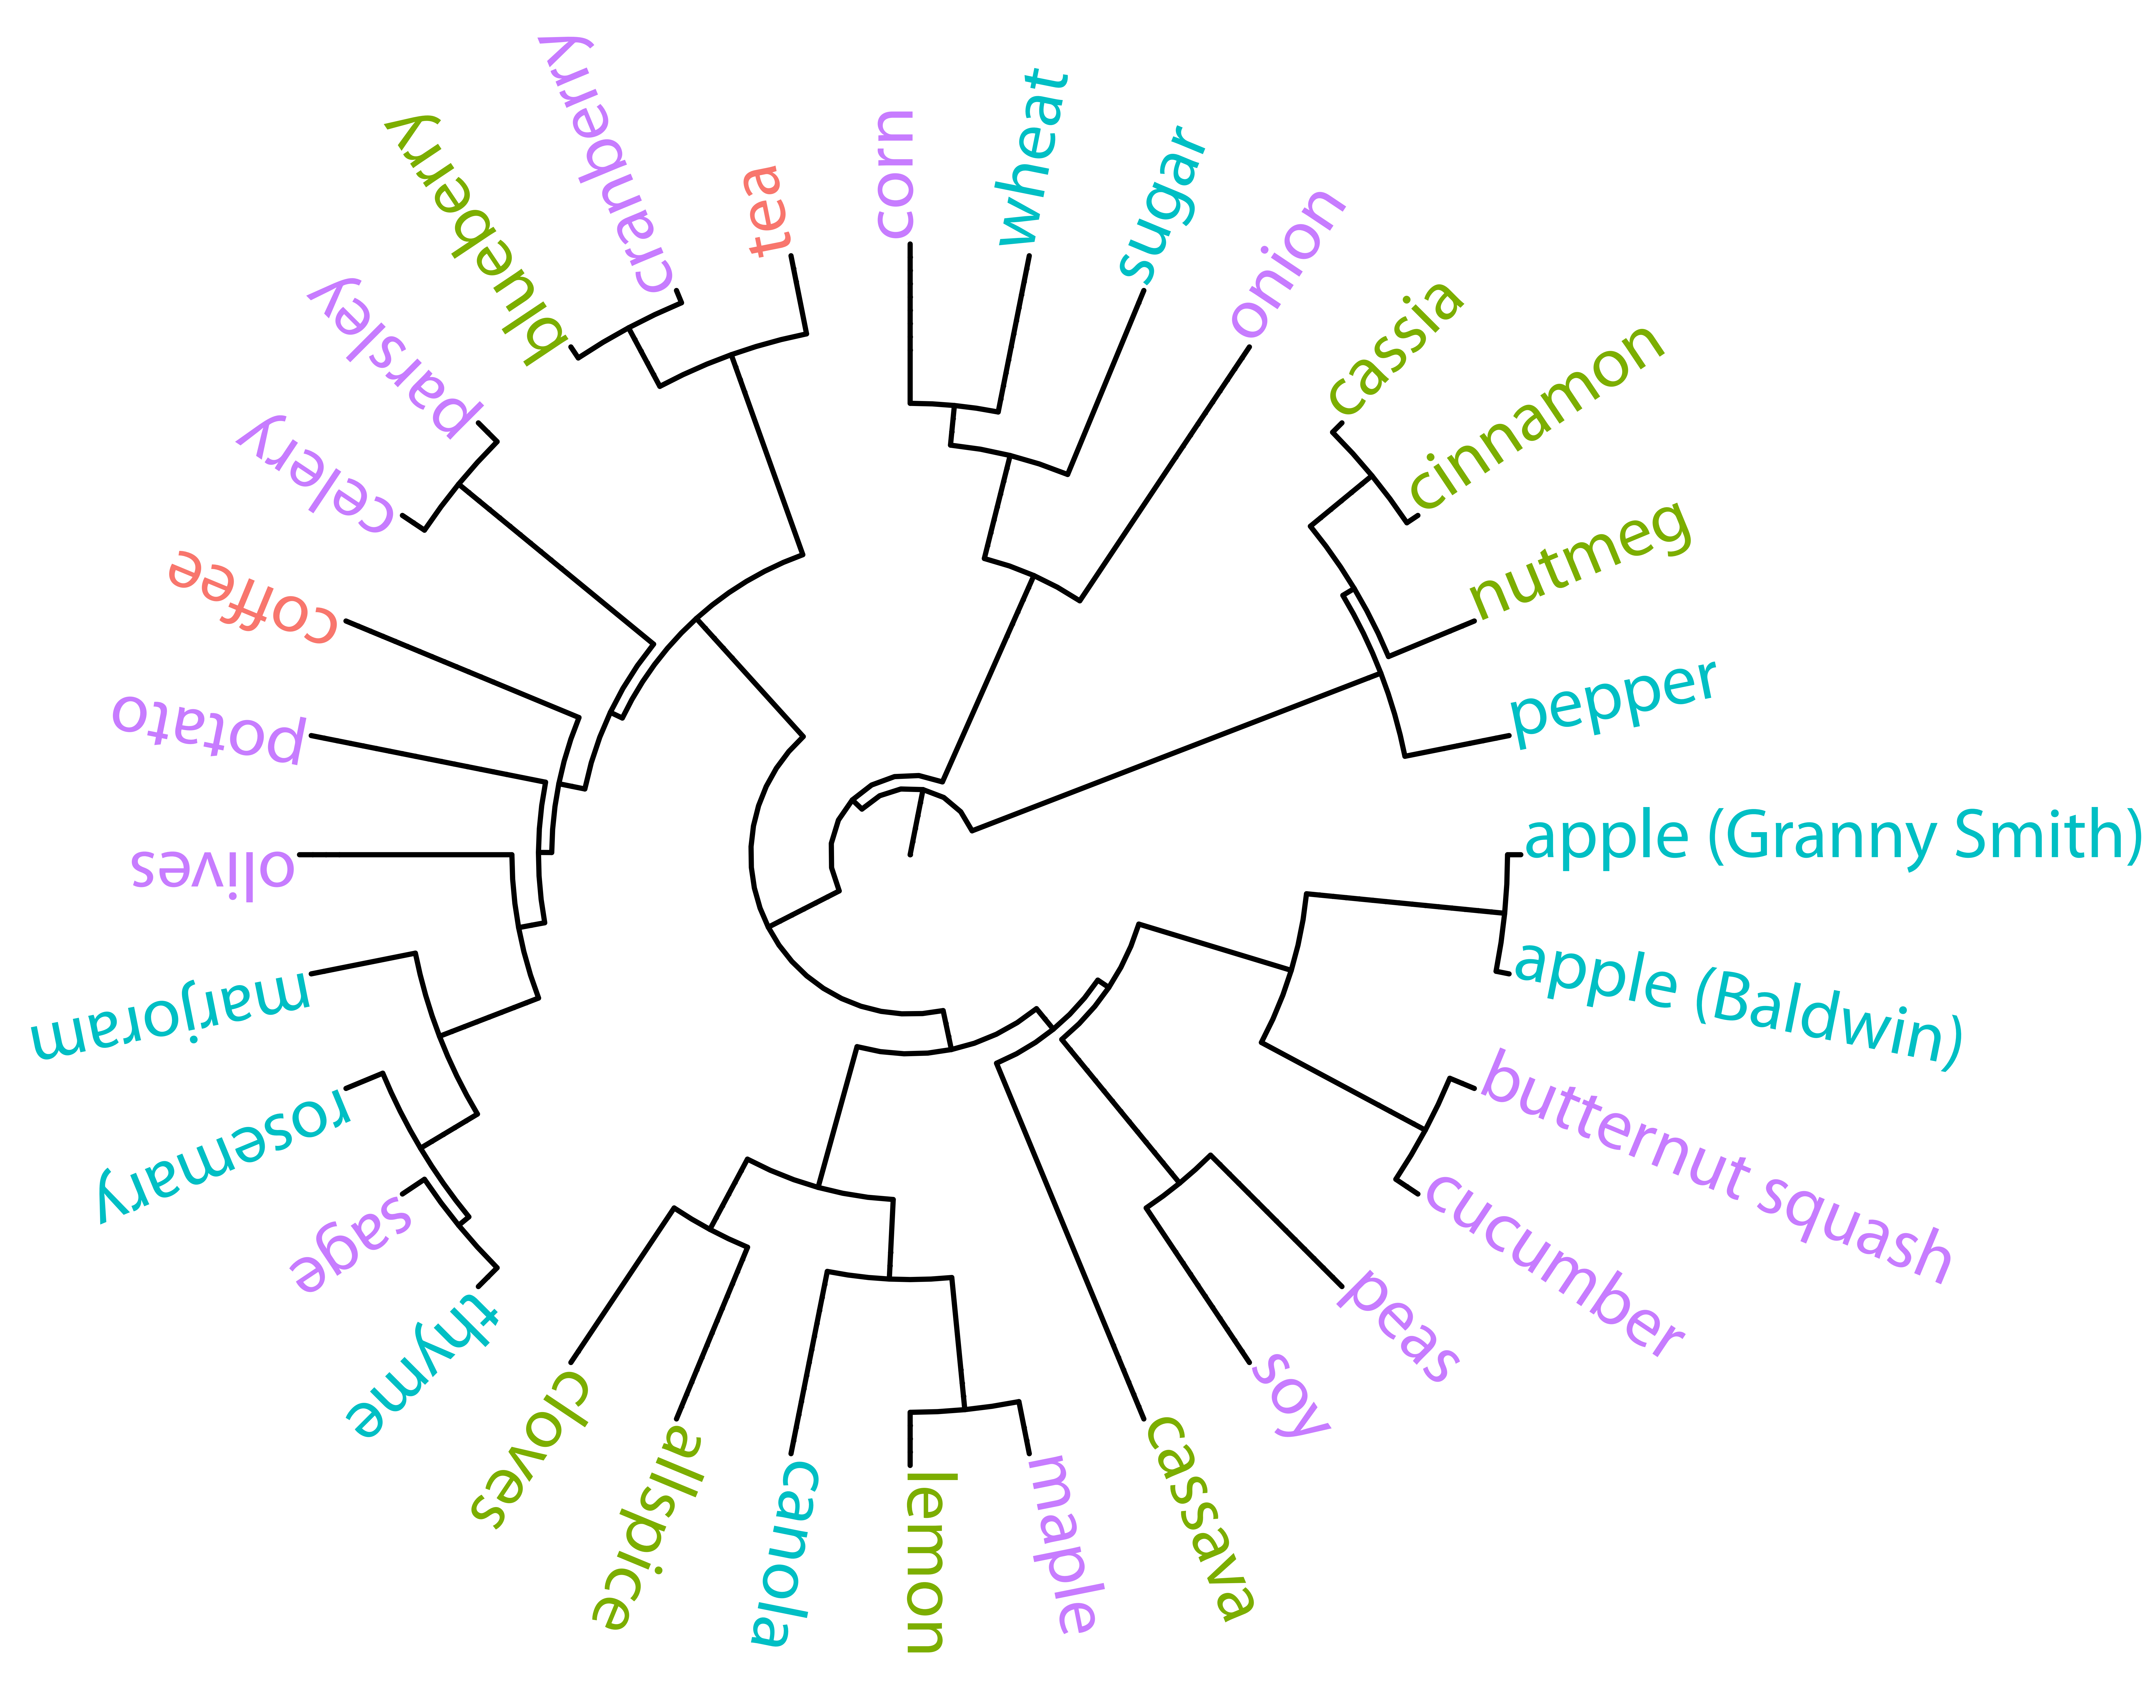 corn
wheat
sugar
onion
cassia
cinnamon
nutmeg
pepper
apple (Granny Smith)
apple (Baldwin)
butternut squash
cucumber
peas
soy
cassava
maple
lemon
canola
allspice
cloves
thyme
sage
rosemary
marjoram
olives
potato
coffee
celery
parsley
blueberry
cranberry
tea